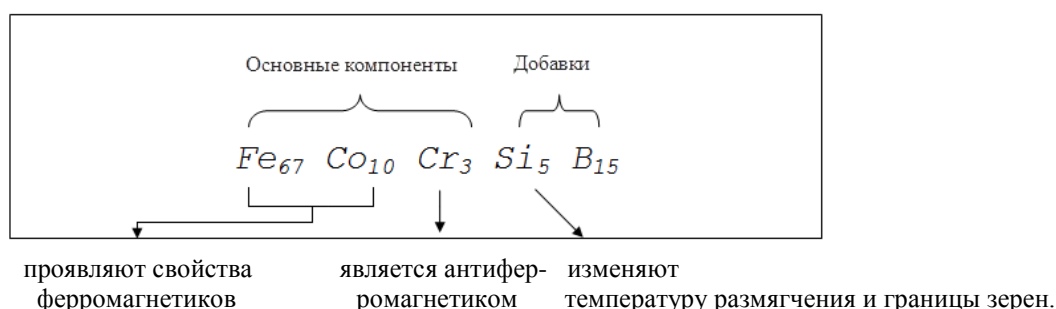 Основные компоненты Добавки
Fe67 Co10 Cr3 Si5 B15
проявляют свойства является антифер- изменяют
ферромагнетиков ромагнетиком температуру размягчения и границы зерен.